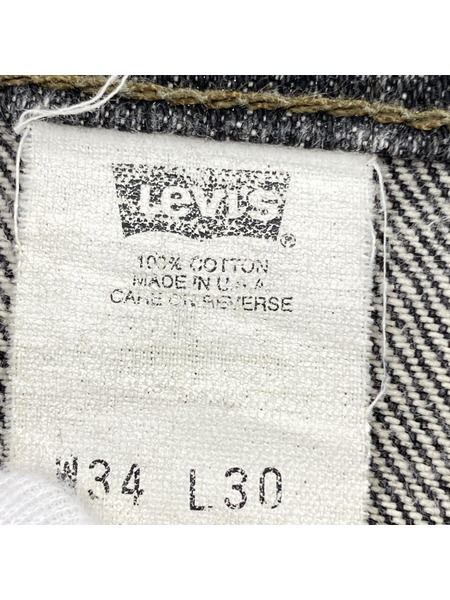 Levi's
®
100% COTTON
MADE IN U.S.A
CARE ON REVERSE
W34 L30